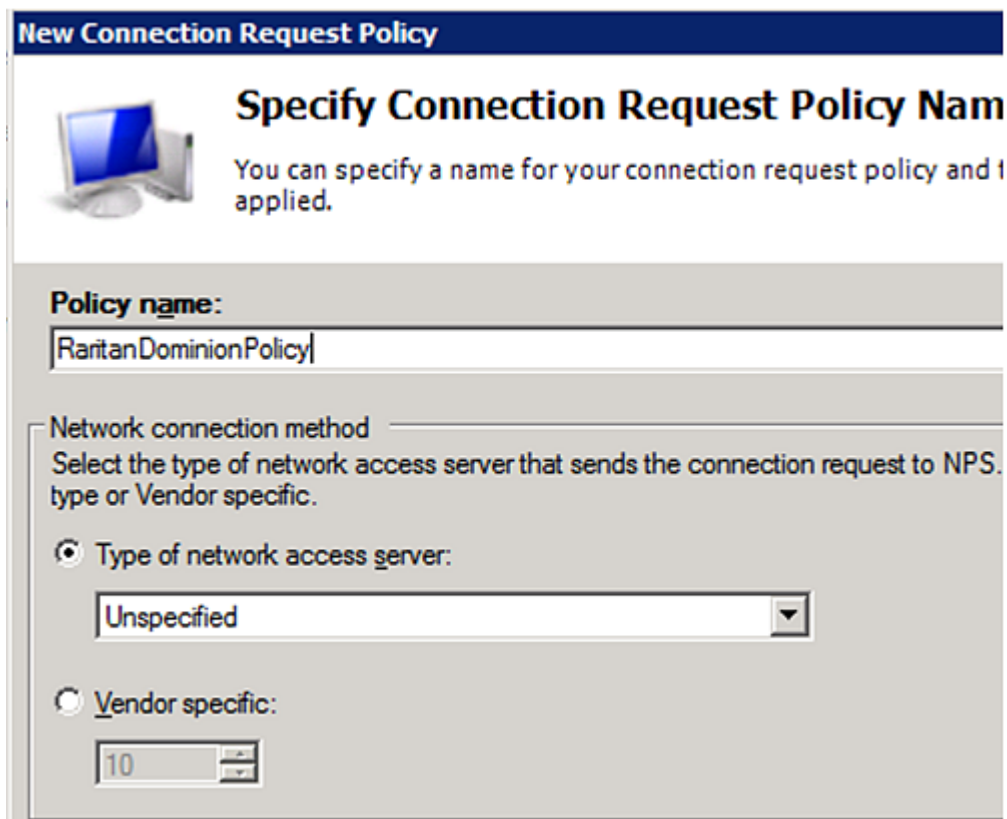 New Connection Request Policy
Specify Connection Request Policy Nam
You can specify a name for your connection request policy and
applied.
Policy name:
RaritanDominionPolicy
Network connection method
Select the type of network access server that sends the connection request to NPS.
type or Vendor specific.
Type of network access server:
Unspecified
Vendor specific:
10